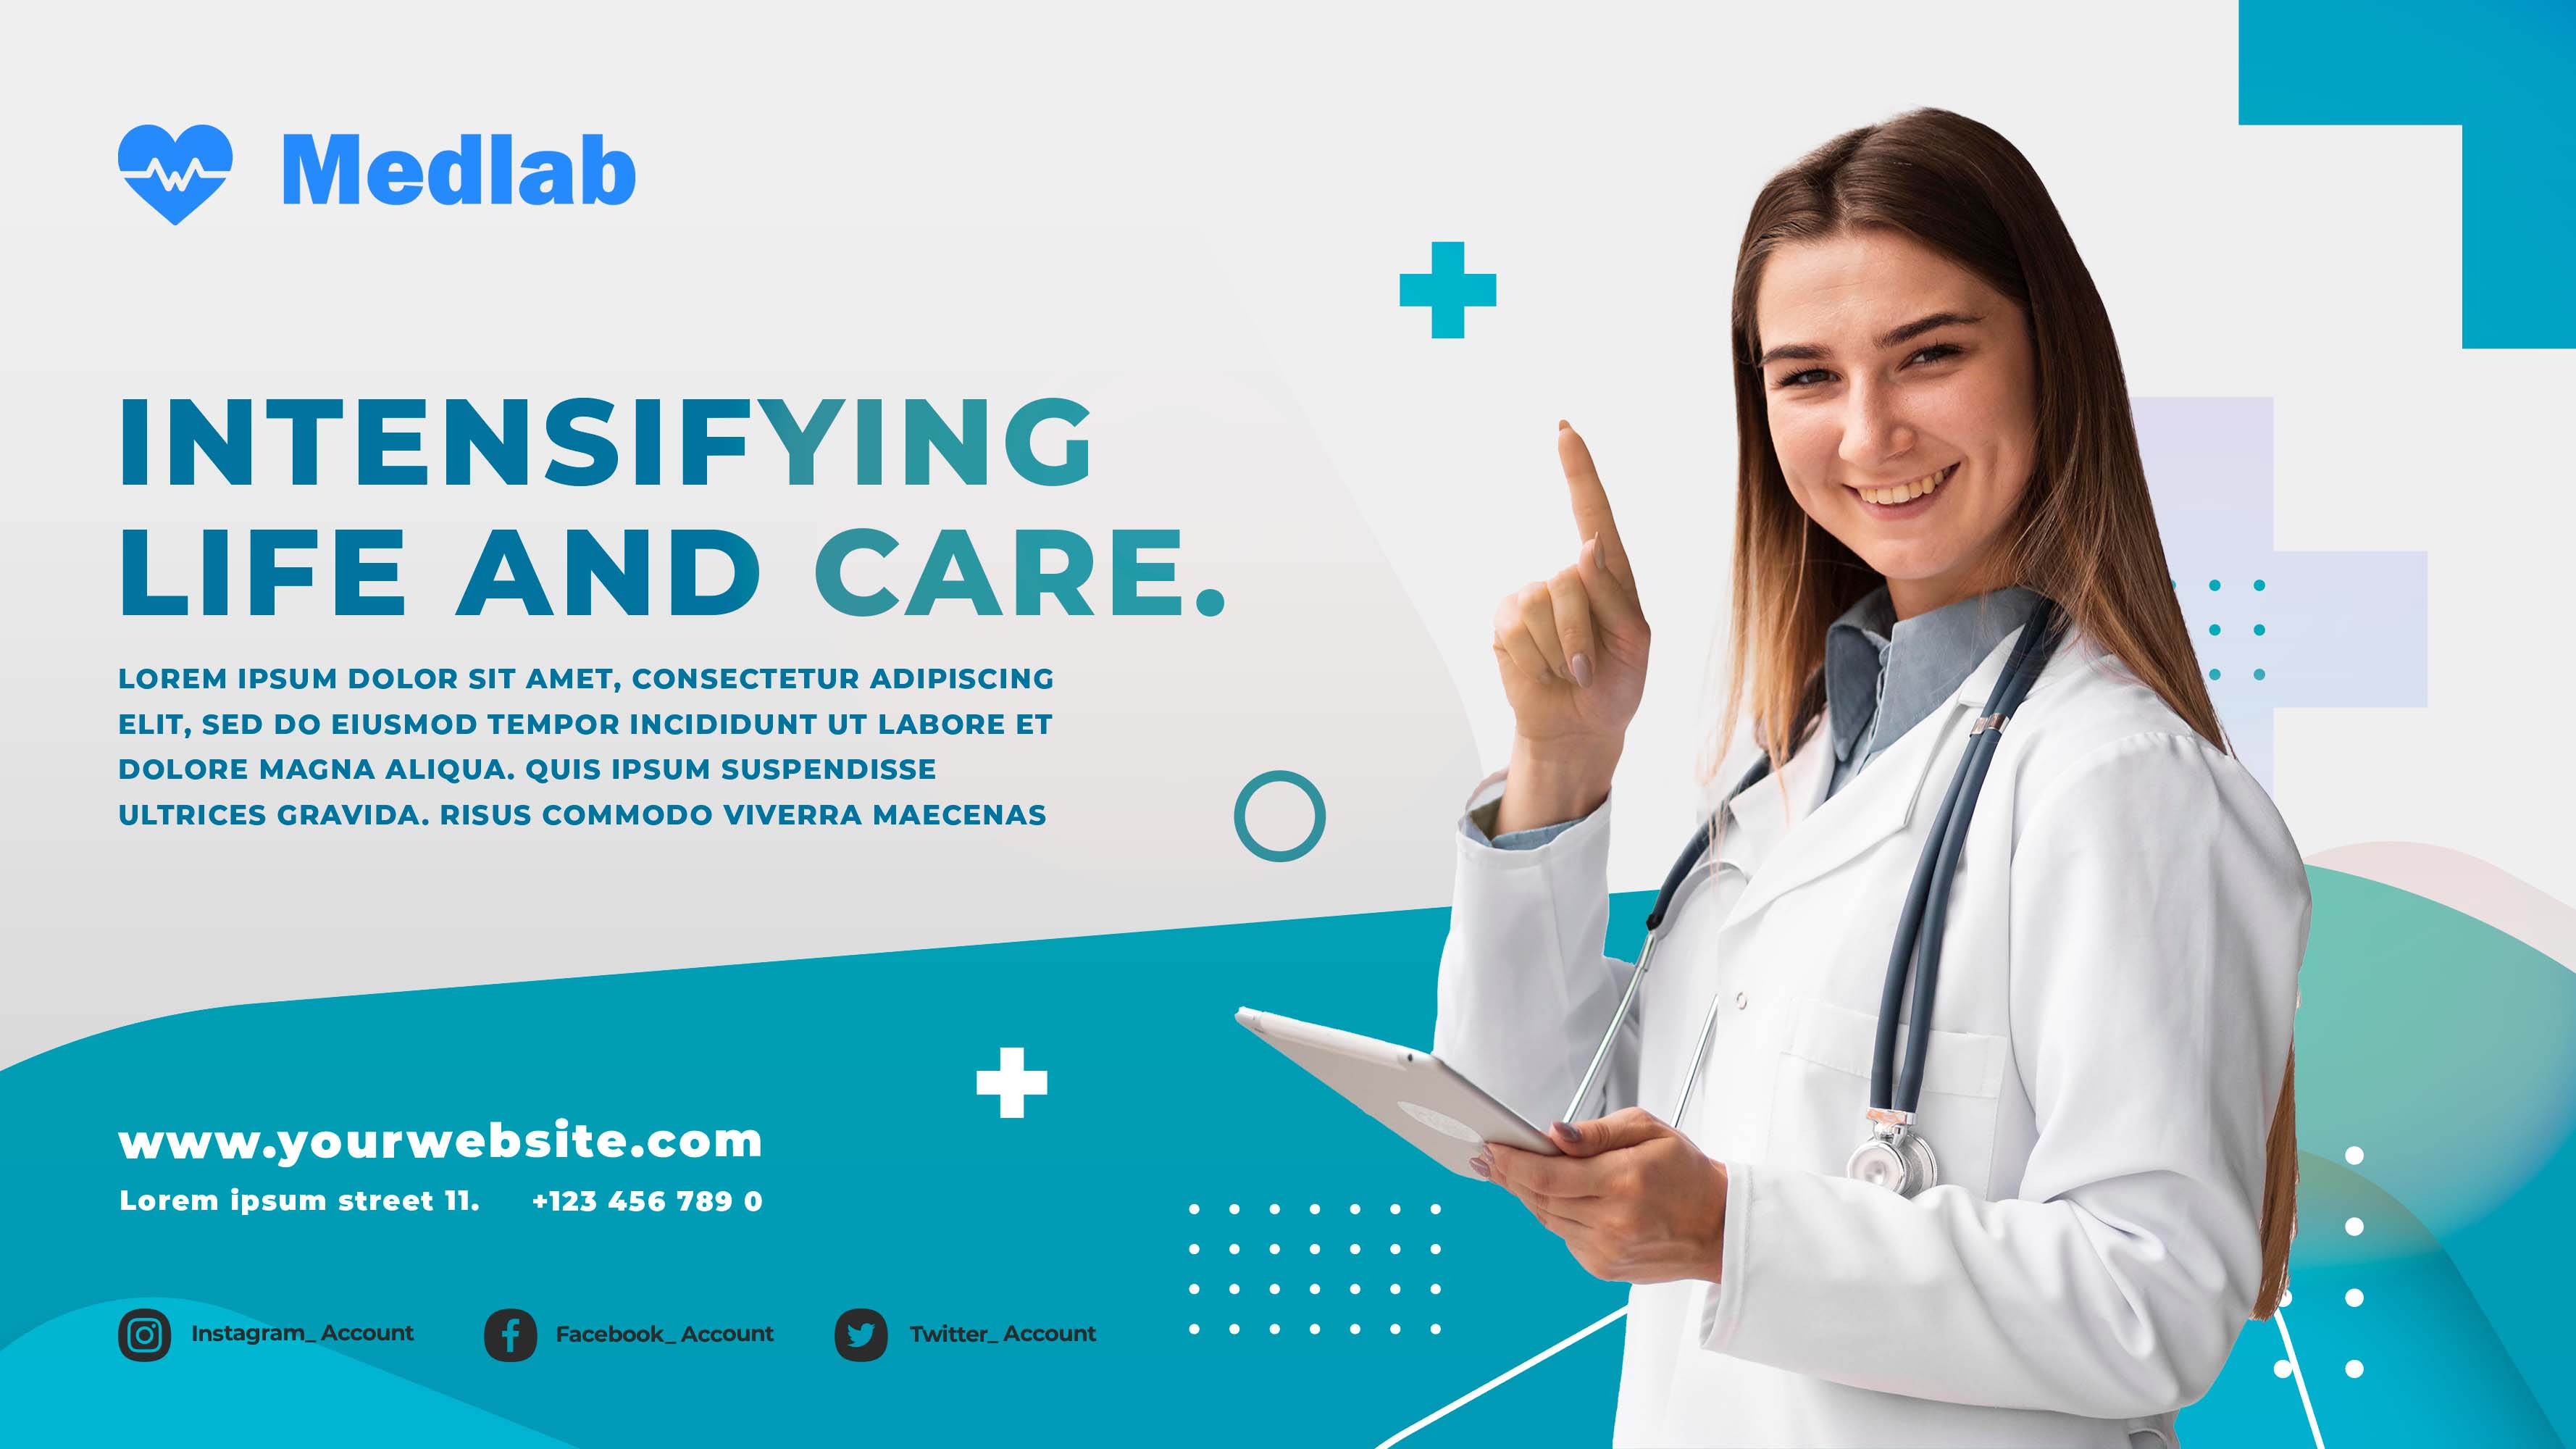 Medlab
INTENSIFYING
LIFE AND CARE.
LOREM IPSUM DOLOR SIT AMET, CONSECTETUR ADIPISCING
ELIT, SED DO EIUSMOD TEMPOR INCIDIDUNT UT LABORE ET
DOLORE MAGNA ALIQUA. QUIS IPSUM SUSPENDISSE
ULTRICES GRAVIDA. RISUS COMMODO VIVERRA MAECENAS
www.yourwebsite.com
Lorem ipsum street 11. +123 456 789 0
Instagram_ Account Facebook_ Account Twitter_ Account